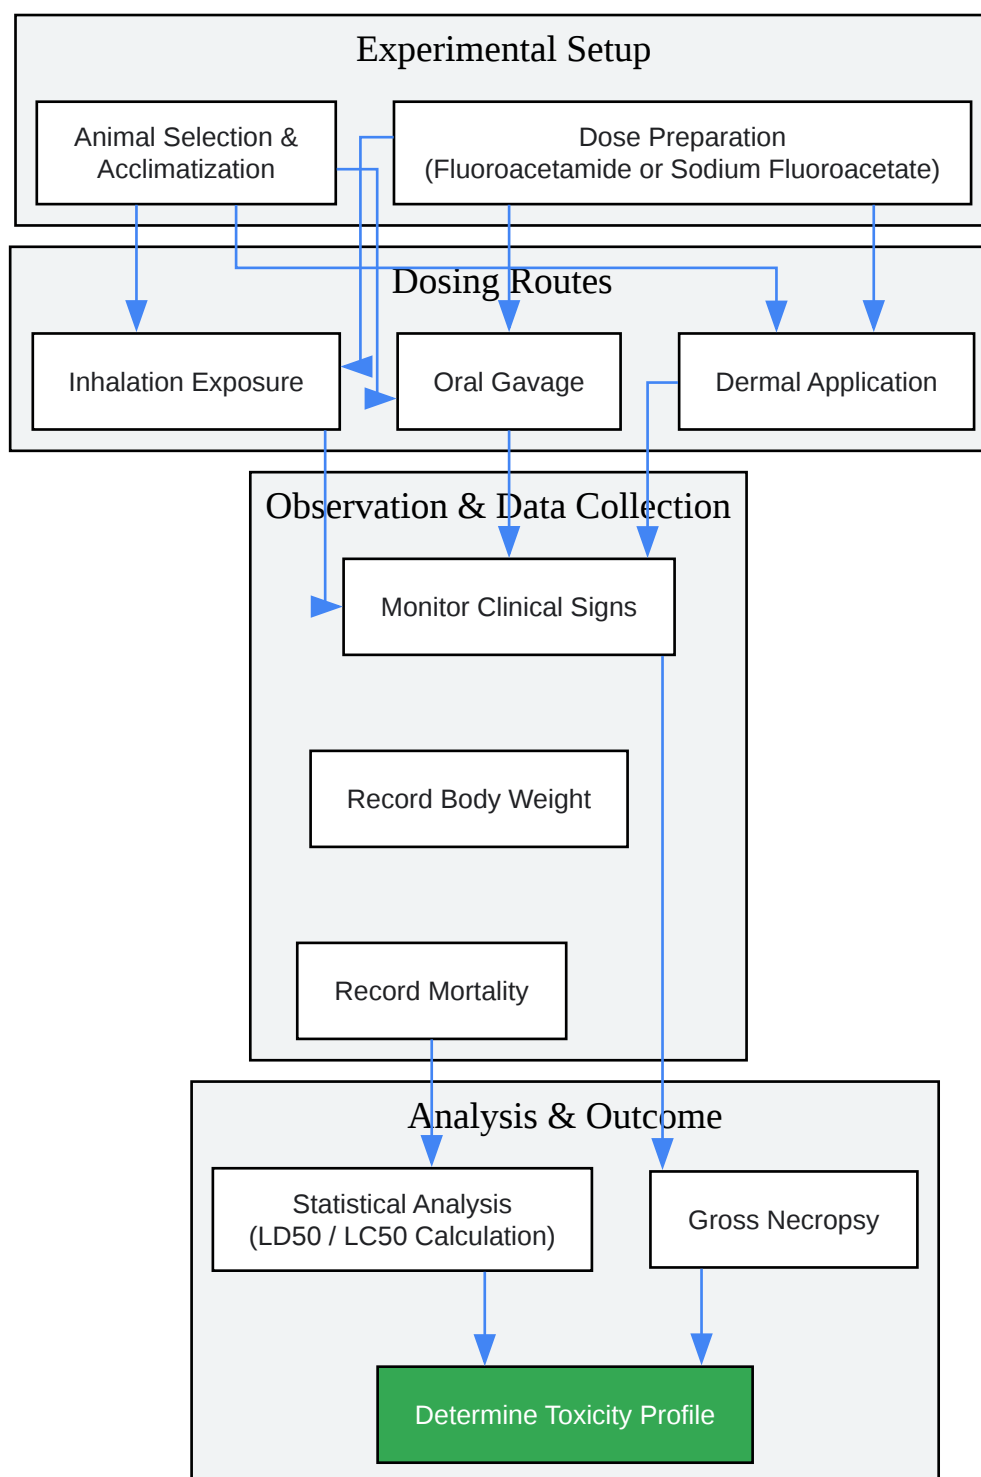 Experimental Setup
Animal Selection &
Acclimatization
Dose Preparation
(Fluoroacetamide or Sodium Fluoroacetate)
Dosing Routes
Inhalation Exposure
Oral Gavage
Dermal Application
Observation & Data Collection
Monitor Clinical Signs
Record Body Weight
Record Mortality
Analysis & Outcome
Statistical Analysis
(LD50 / LC50 Calculation)
Gross Necropsy
Determine Toxicity Profile